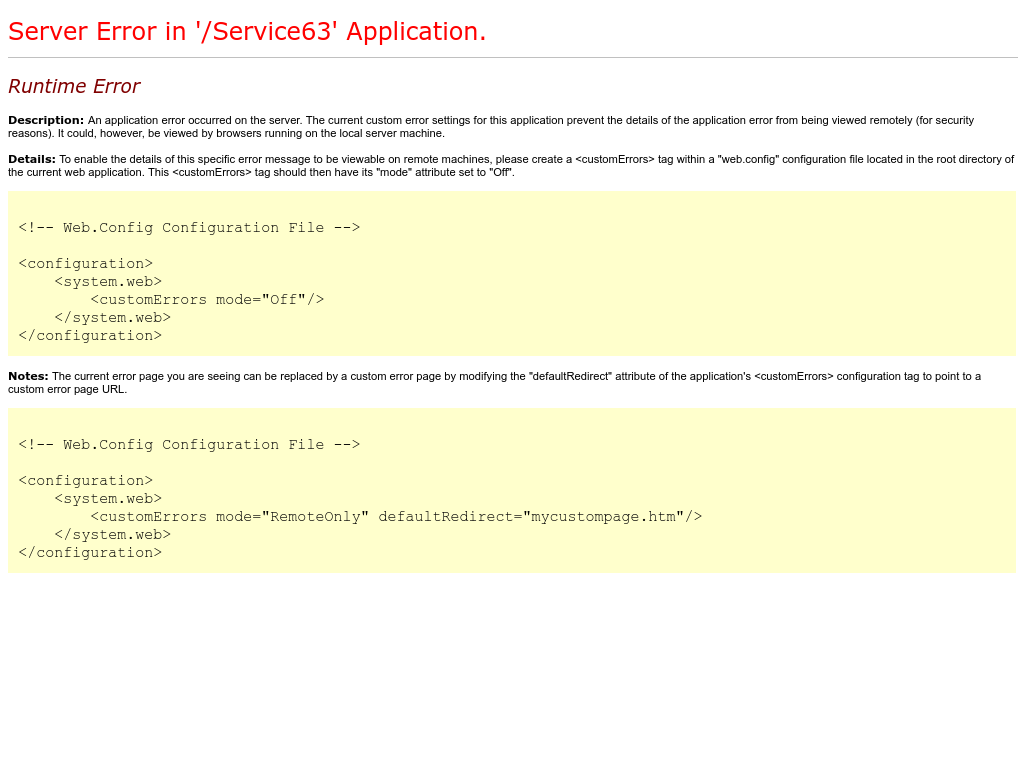 Server Error in '/Service63' Application.
Runtime Error
Description: An application error occurred on the server. The current custom error settings for this application prevent the details of the application error from being viewed remotely (for security
reasons). It could, however, be viewed by browsers running on the local server machine.
Details: To enable the details of this specific error message to be viewable on remote machines, please create a <customErrors> tag within a "web.config" configuration file located in the root directory of
the current web application. This <customErrors> tag should then have its "mode" attribute set to "Off".
<!-- Web.Config Configuration File -->
<configuration>
    <system.web>
        <customErrors mode="Off"/>
    </system.web>
</configuration>
Notes: The current error page you are seeing can be replaced by a custom error page by modifying the "defaultRedirect" attribute of the application's <customErrors> configuration tag to point to a
custom error page URL.
<!-- Web.Config Configuration File -->
<configuration>
    <system.web>
        <customErrors mode="RemoteOnly" defaultRedirect="mycustompage.htm"/>
    </system.web>
</configuration>